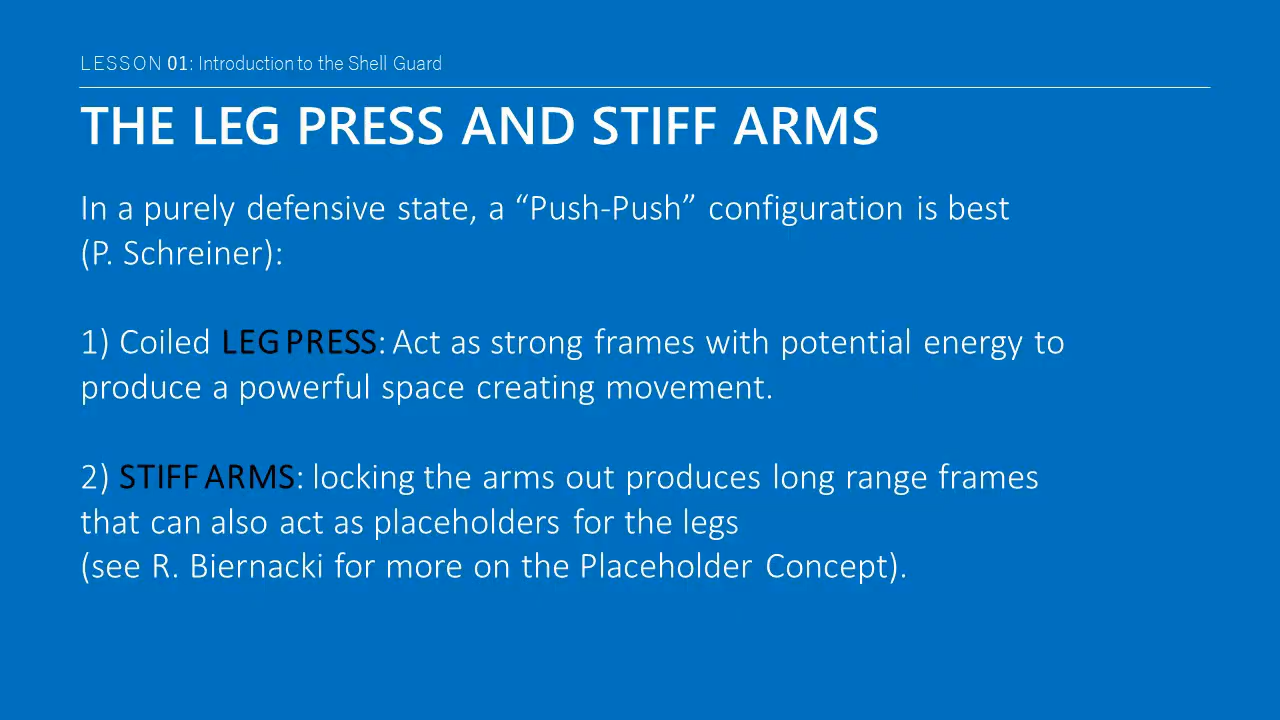 LESSON 01: Introduction to the Shell Guard
THE LEG PRESS AND STIFF ARMS
In a purely defensive state, a “Push-Push” configuration is best
(P. Schreiner):
1) Coiled LEG PRESS: Act as strong frames with potential energy to
produce a powerful space creating movement.
2) STIFF ARMS: locking the arms out produces long range frames
that can also act as placeholders for the legs
(see R. Biernacki for more on the Placeholder Concept).